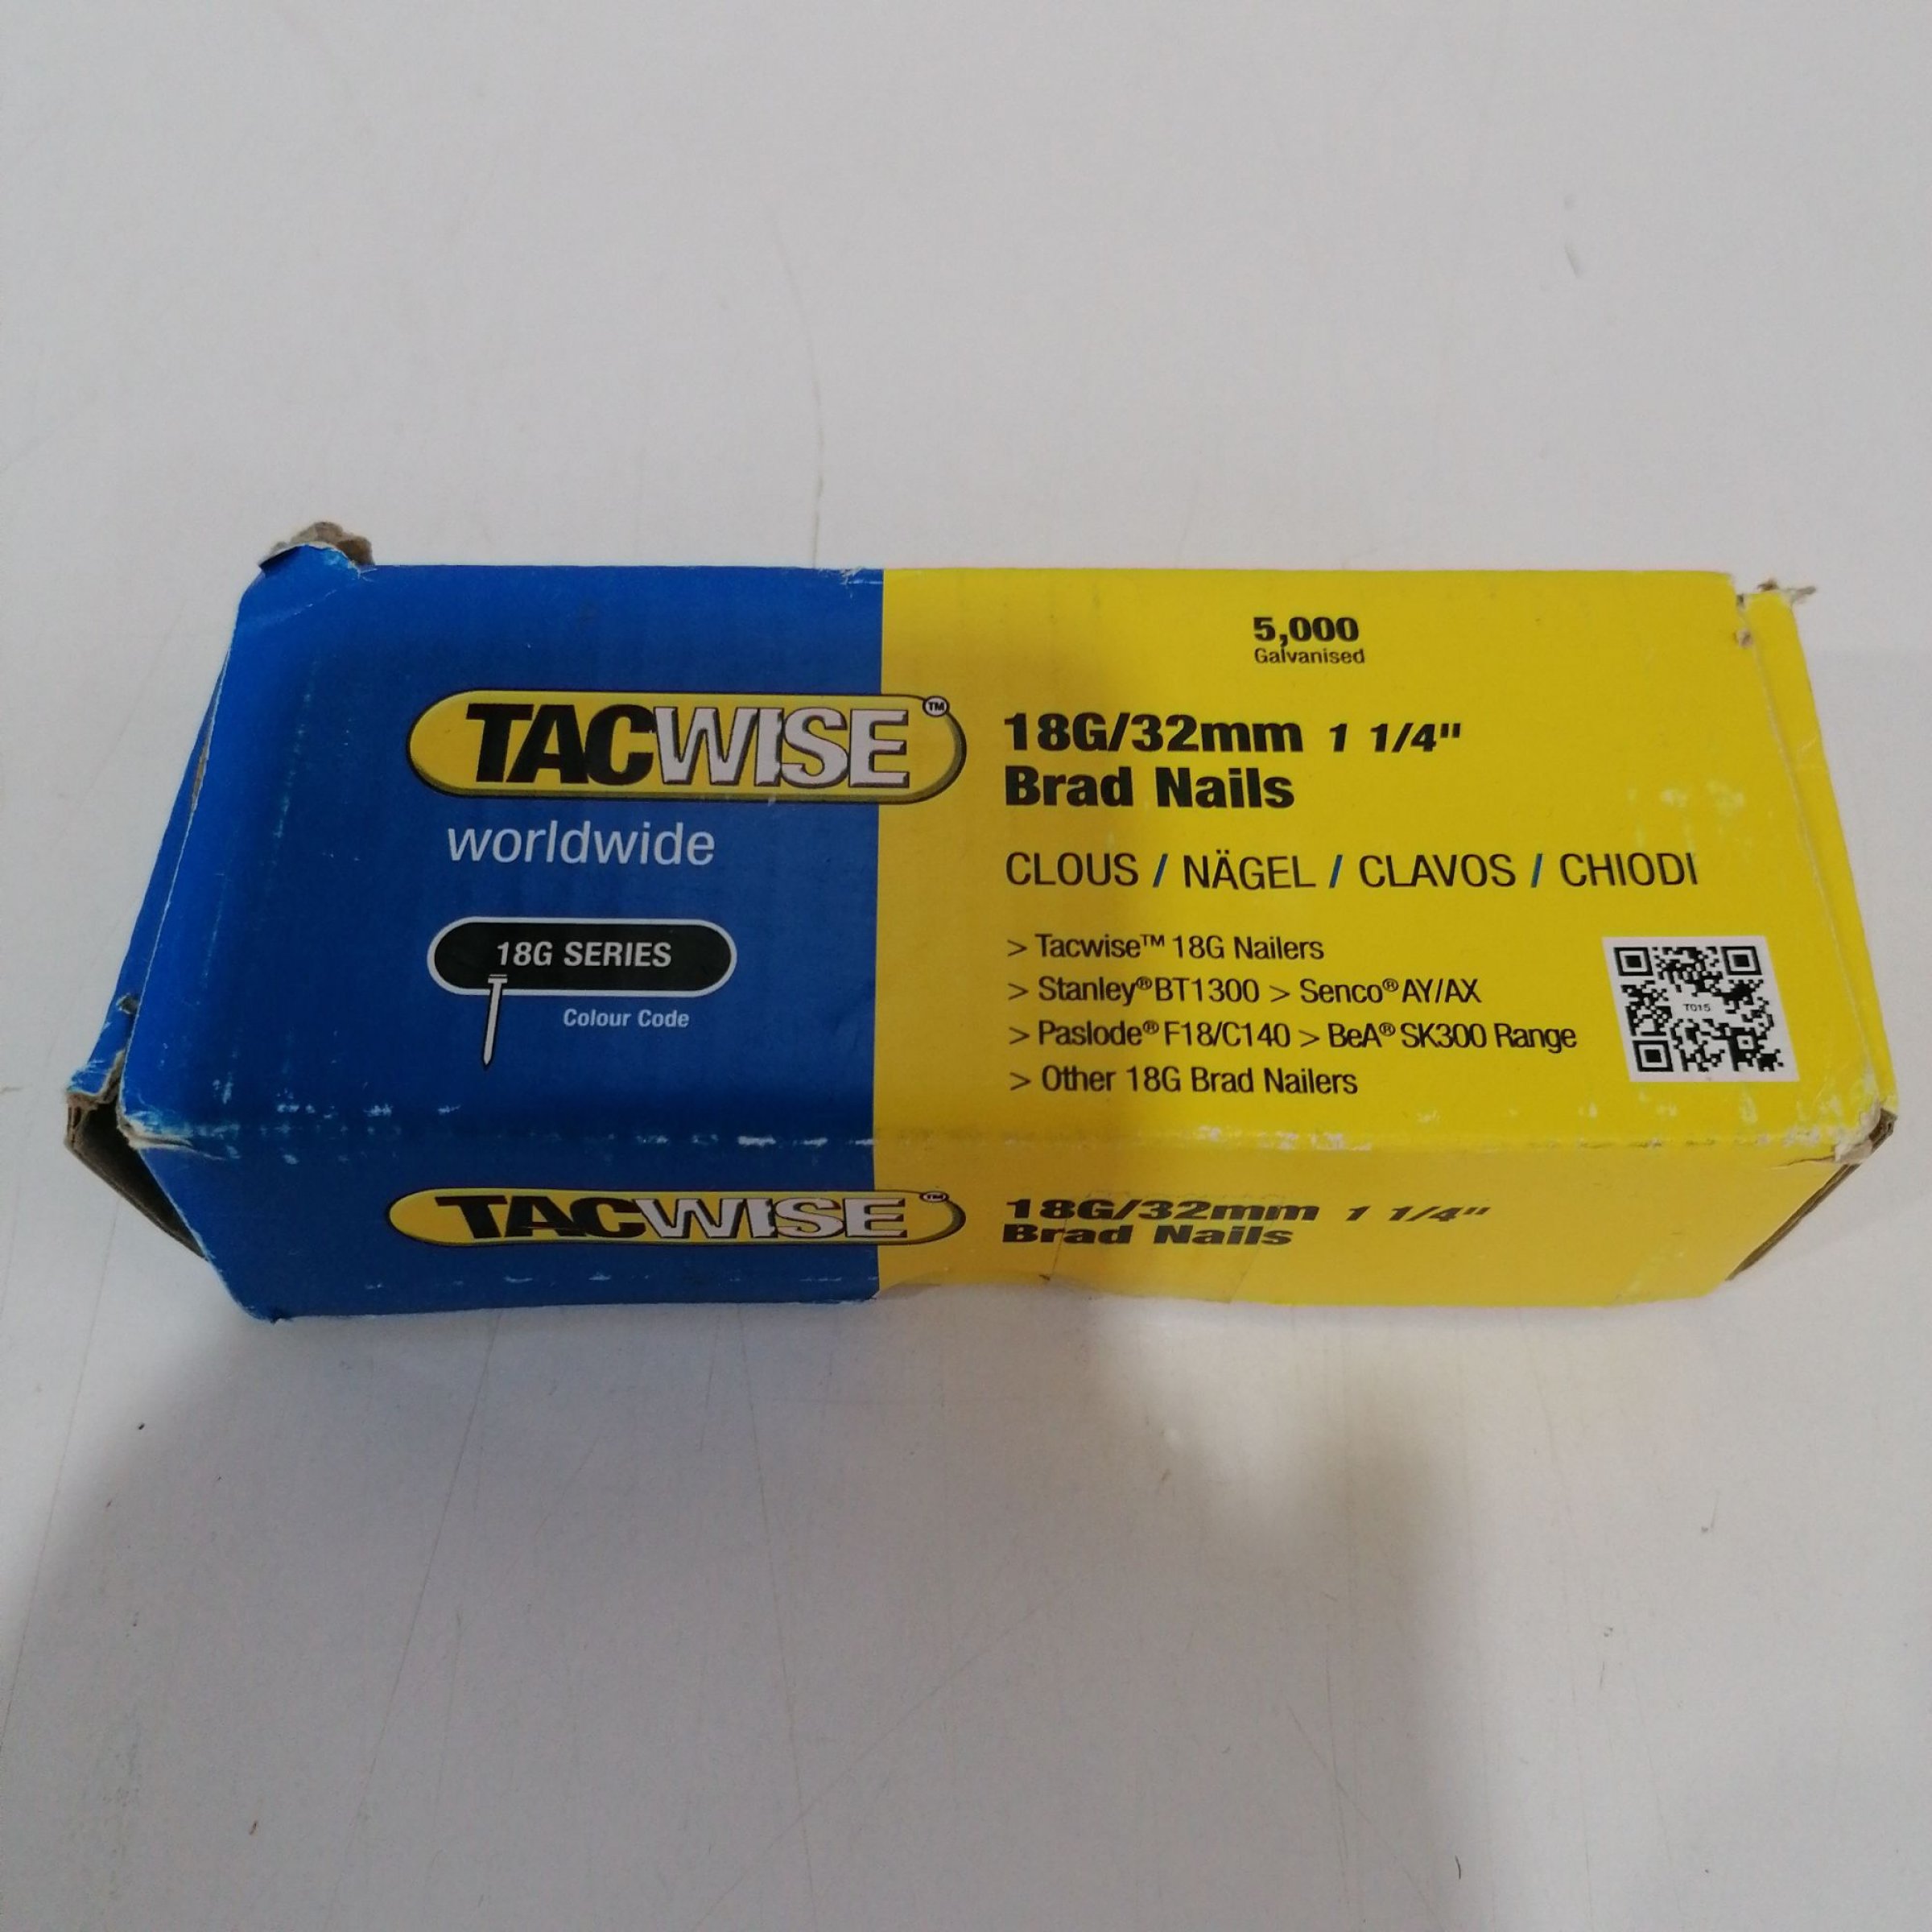 5,000
Galvanised
TACWISE™
worldwide
18G SERIES
Colour Code
18G/32mm 1 1/4"
Brad Nails
CLOUS / NÄGEL / CLAVOS / CHIODI
> Tacwise™ 18G Nailers
> Stanley® BT1300 > Senco® AY/AX
> Paslode® F18/C140 > BeA® SK300 Range
> Other 18G Brad Nailers
T015
TACWISE™
18G/32mm 1 1/4"
Brad Nails